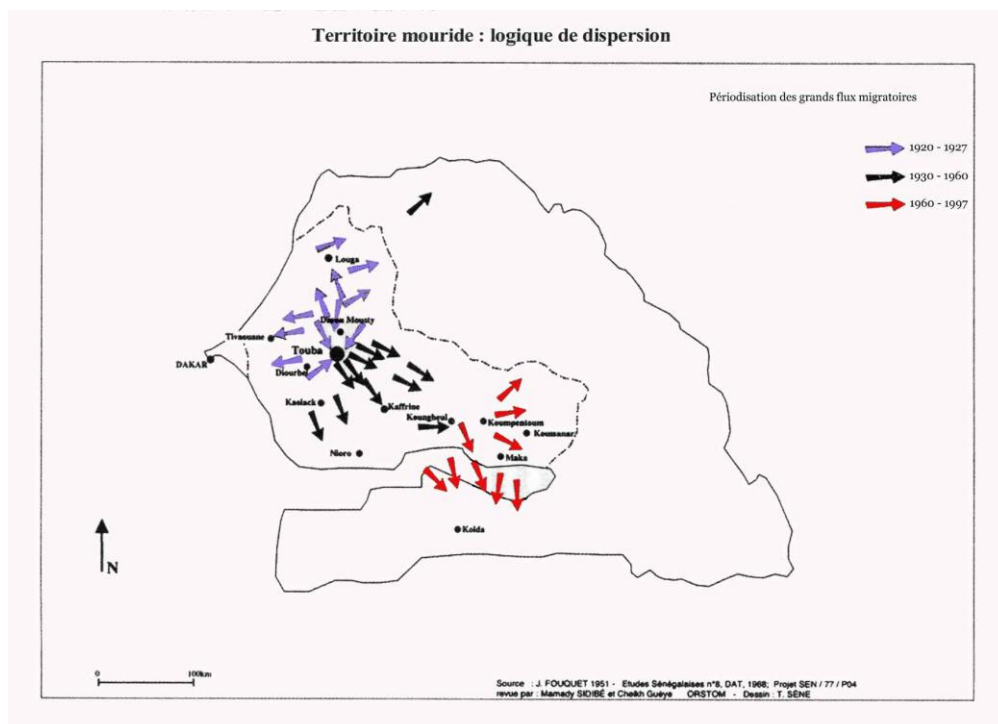 Territoire mouride : logique de dispersion
Périodisation des grands flux migratoires
1920 - 1927
1930 - 1960
1960 - 1997
Louga
Tivaouane
Touba
DAKAR
Diourbel
Kaolack
Kaffrine
Koungheul
Koumpentoum
Koussanar
Nioro
Maka
Kolda
N
0 100km
Source : J. FOUQUET 1951 - Etudes Sénégalaises n°8, DAT, 1968; Projet SEN / 77 / P04
revue par : Mamady SIDIBÉ et Cheikh Guèye ORSTOM - Dessin : T. SÈNE